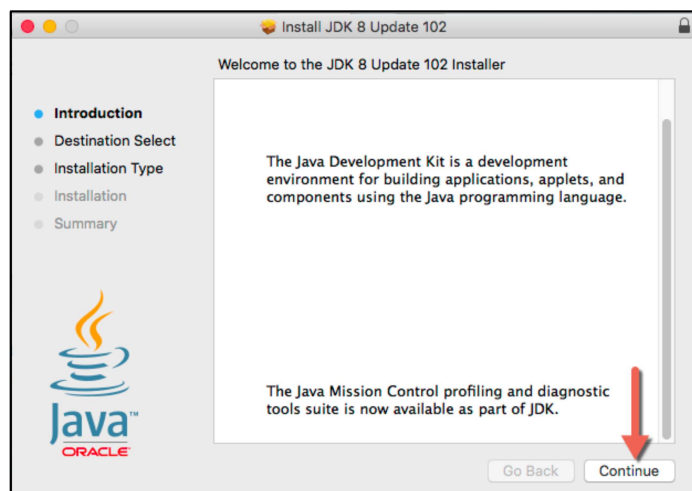 Install JDK 8 Update 102
Welcome to the JDK 8 Update 102 Installer
Introduction
Destination Select
Installation Type
Installation
Summary
The Java Development Kit is a development
environment for building applications, applets, and
components using the Java programming language.
The Java Mission Control profiling and diagnostic
tools suite is now available as part of JDK.
Java™
ORACLE
Go Back
Continue